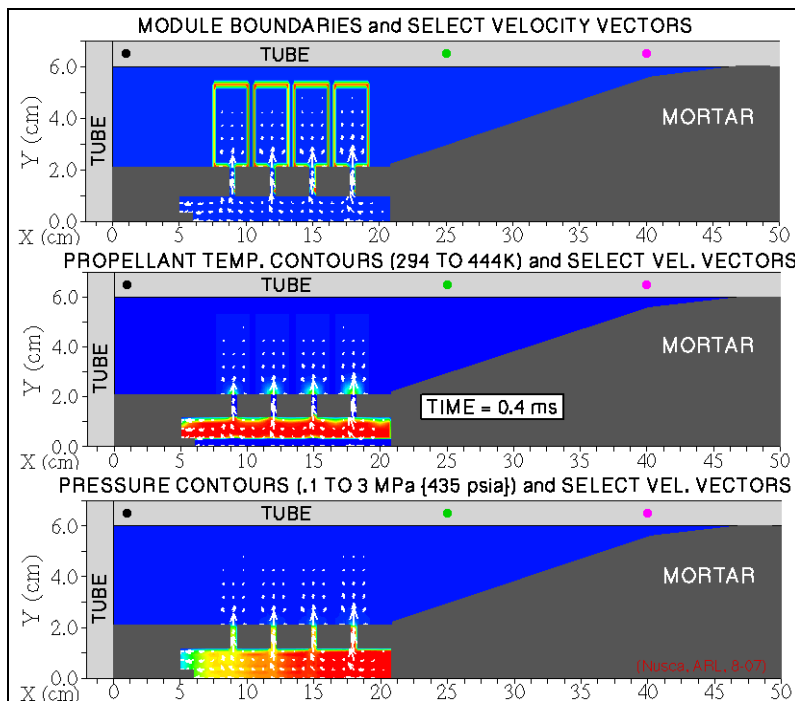 MODULE BOUNDARIES and SELECT VELOCITY VECTORS
TUBE
6.0
4.0
2.0
0.0
Y (cm)
TUBE
MORTAR
X (cm) 0 5 10 15 20 25 30 35 40 45 50
PROPELLANT TEMP. CONTOURS (294 TO 444K) and SELECT VEL. VECTORS
TUBE
6.0
4.0
2.0
0.0
Y (cm)
TUBE
MORTAR
TIME = 0.4 ms
X (cm) 0 5 10 15 20 25 30 35 40 45 50
PRESSURE CONTOURS (.1 TO 3 MPa {435 psia}) and SELECT VEL. VECTORS
TUBE
6.0
4.0
2.0
0.0
Y (cm)
TUBE
MORTAR
(Nusca, ARL, 8-07)
X (cm) 0 5 10 15 20 25 30 35 40 45 50